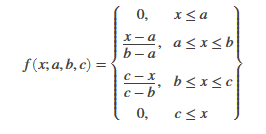 0, x ≤ a
x − a / b − a, a ≤ x ≤ b
f(x; a, b, c) =
c − x / c − b, b ≤ x ≤ c
0, c ≤ x